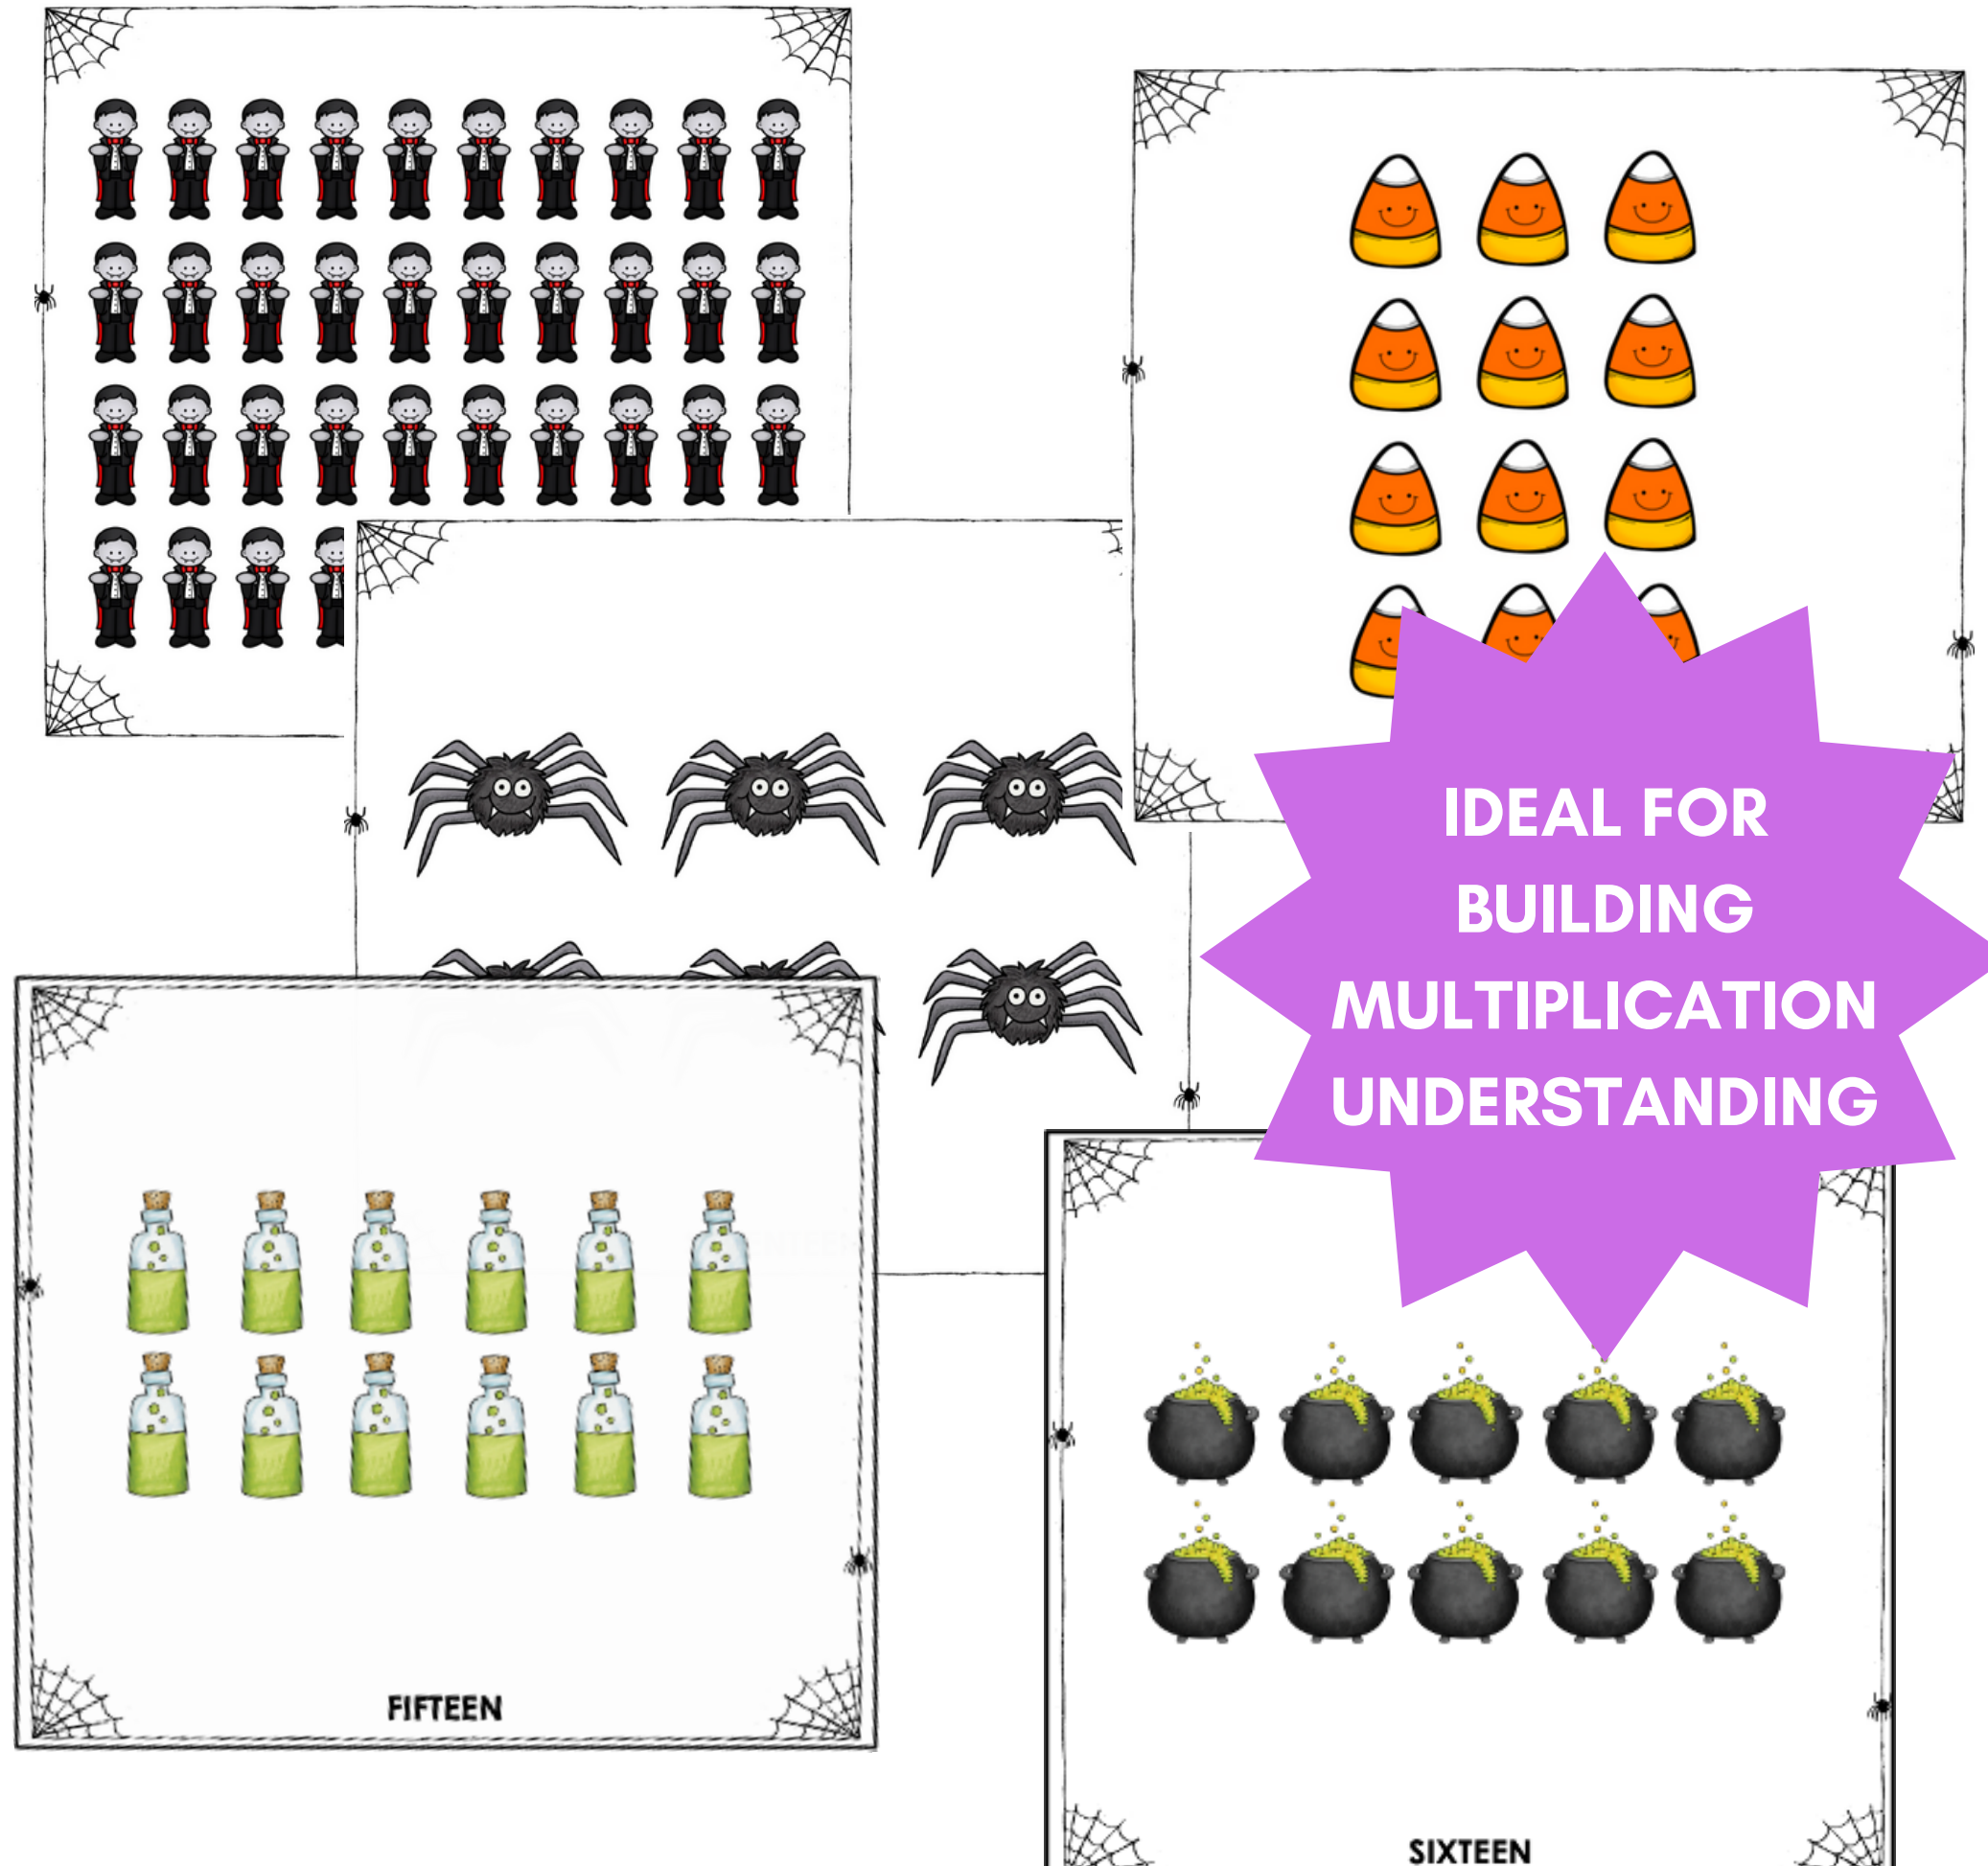 IDEAL FOR
BUILDING
MULTIPLICATION
UNDERSTANDING
FIFTEEN
SIXTEEN